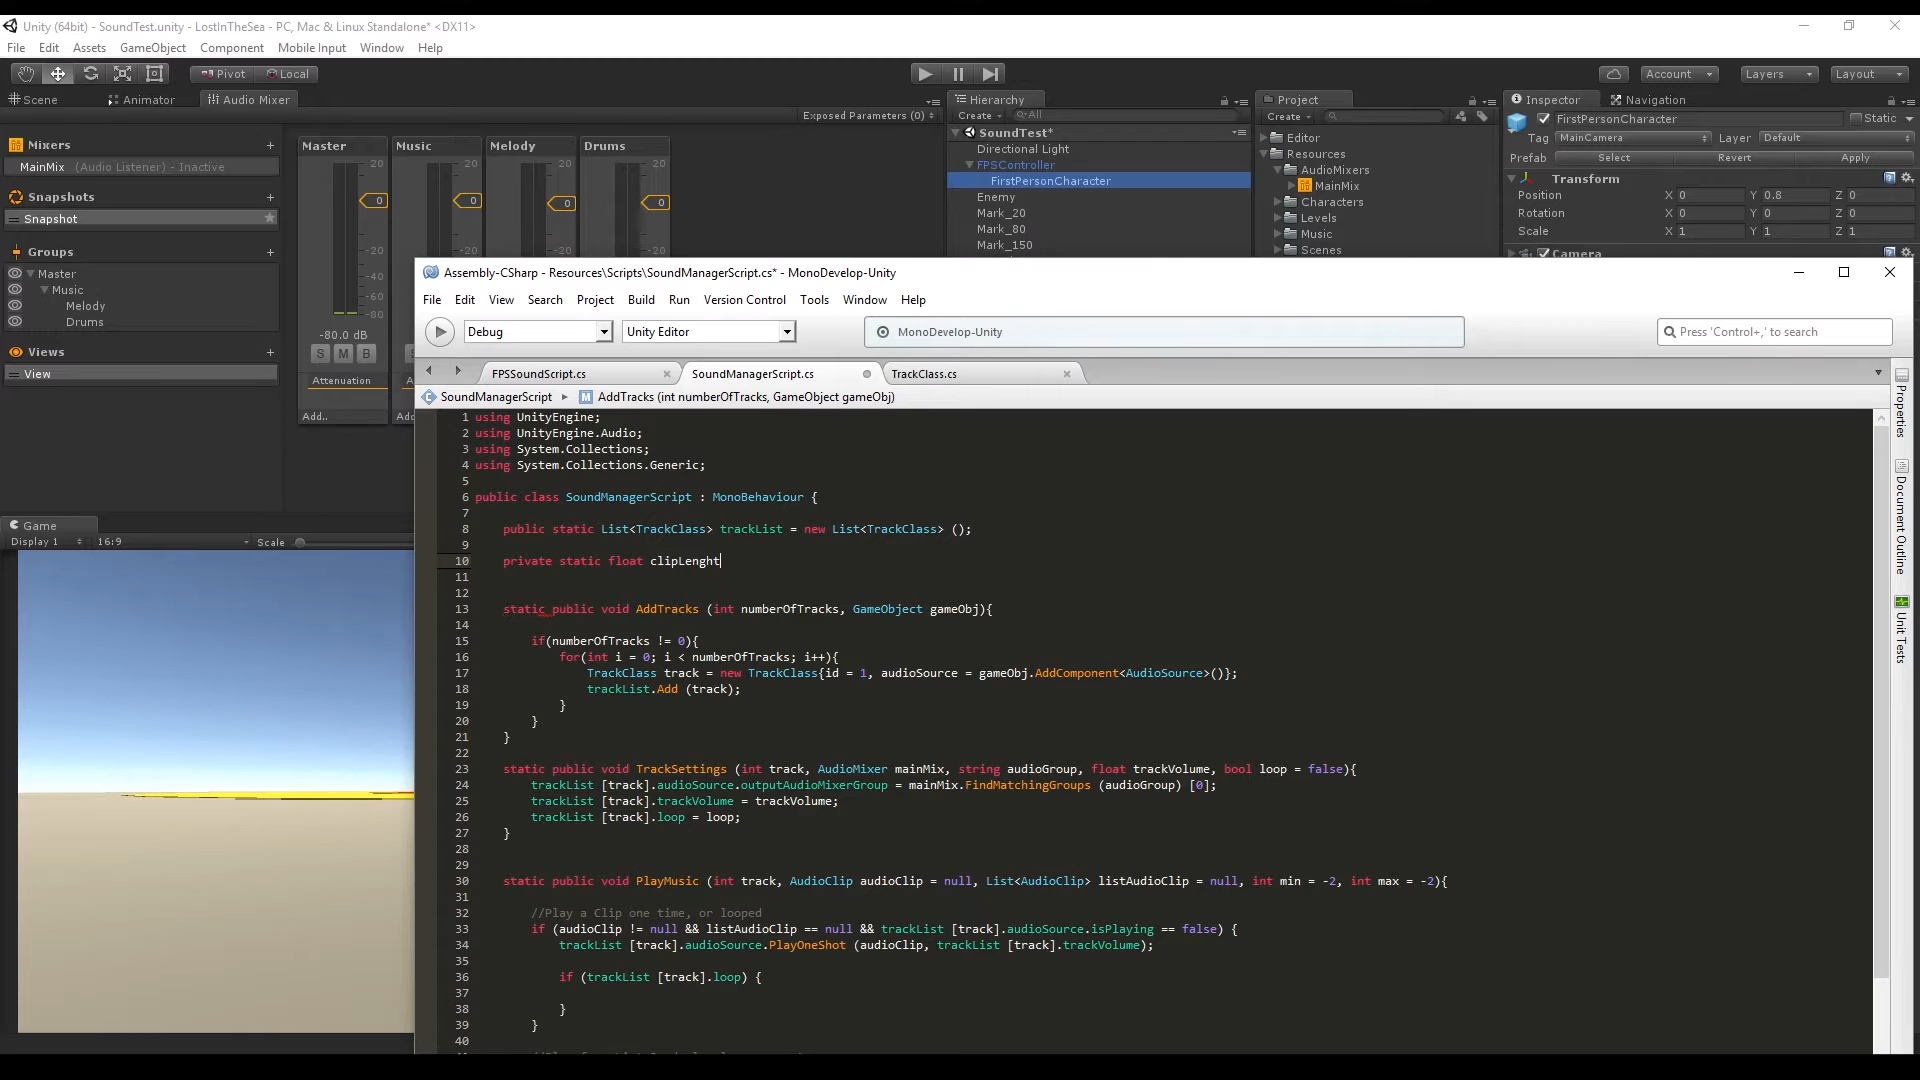 Unity (64bit) - SoundTest.unity - LostInTheSea - PC, Mac & Linux Standalone* <DX11>
File Edit Assets GameObject Component Mobile Input Window Help
Pivot Local Account Layers Layout
Scene Animator Audio Mixer
Exposed Parameters (0)
Mixers
MainMix (Audio Listener) - Inactive
Snapshots
Snapshot
Groups
Master
Music
Melody
Drums
Views
View
Master Music Melody Drums
20 20 20 20
0 0 0 0
-20 -20 -20 -20
-40
-60
-80
-80.0 dB
S M B
Attenuation
Add..
Hierarchy
Create All
SoundTest*
Directional Light
FPSController
FirstPersonCharacter
Enemy
Mark_20
Mark_80
Mark_150
Project
Create
Editor
Resources
AudioMixers
MainMix
Characters
Levels
Music
Scenes
Inspector Navigation
FirstPersonCharacter Static
Tag MainCamera Layer Default
Prefab Select Revert Apply
Transform
Position X 0 Y 0.8 Z 0
Rotation X 0 Y 0 Z 0
Scale X 1 Y 1 Z 1
Camera
Game
Display 1 16:9 Scale
Assembly-CSharp - Resources\Scripts\SoundManagerScript.cs* - MonoDevelop-Unity
File Edit View Search Project Build Run Version Control Tools Window Help
Debug Unity Editor MonoDevelop-Unity Press 'Control+,' to search
FPSSoundScript.cs SoundManagerScript.cs TrackClass.cs
SoundManagerScript AddTracks (int numberOfTracks, GameObject gameObj)
1 using UnityEngine;
2 using UnityEngine.Audio;
3 using System.Collections;
4 using System.Collections.Generic;
5
6 public class SoundManagerScript : MonoBehaviour {
7
8 public static List<TrackClass> trackList = new List<TrackClass> ();
9
10 private static float clipLenght
11
12
13 static public void AddTracks (int numberOfTracks, GameObject gameObj){
14
15 if(numberOfTracks != 0){
16 for(int i = 0; i < numberOfTracks; i++){
17 TrackClass track = new TrackClass{id = 1, audioSource = gameObj.AddComponent<AudioSource>()};
18 trackList.Add (track);
19 }
20 }
21 }
22
23 static public void TrackSettings (int track, AudioMixer mainMix, string audioGroup, float trackVolume, bool loop = false){
24 trackList [track].audioSource.outputAudioMixerGroup = mainMix.FindMatchingGroups (audioGroup) [0];
25 trackList [track].trackVolume = trackVolume;
26 trackList [track].loop = loop;
27 }
28
29
30 static public void PlayMusic (int track, AudioClip audioClip = null, List<AudioClip> listAudioClip = null, int min = -2, int max = -2){
31
32 //Play a Clip one time, or looped
33 if (audioClip != null && listAudioClip == null && trackList [track].audioSource.isPlaying == false) {
34 trackList [track].audioSource.PlayOneShot (audioClip, trackList [track].trackVolume);
35
36 if (trackList [track].loop) {
37
38 }
39 }
40
Properties
Document Outline
Unit Tests